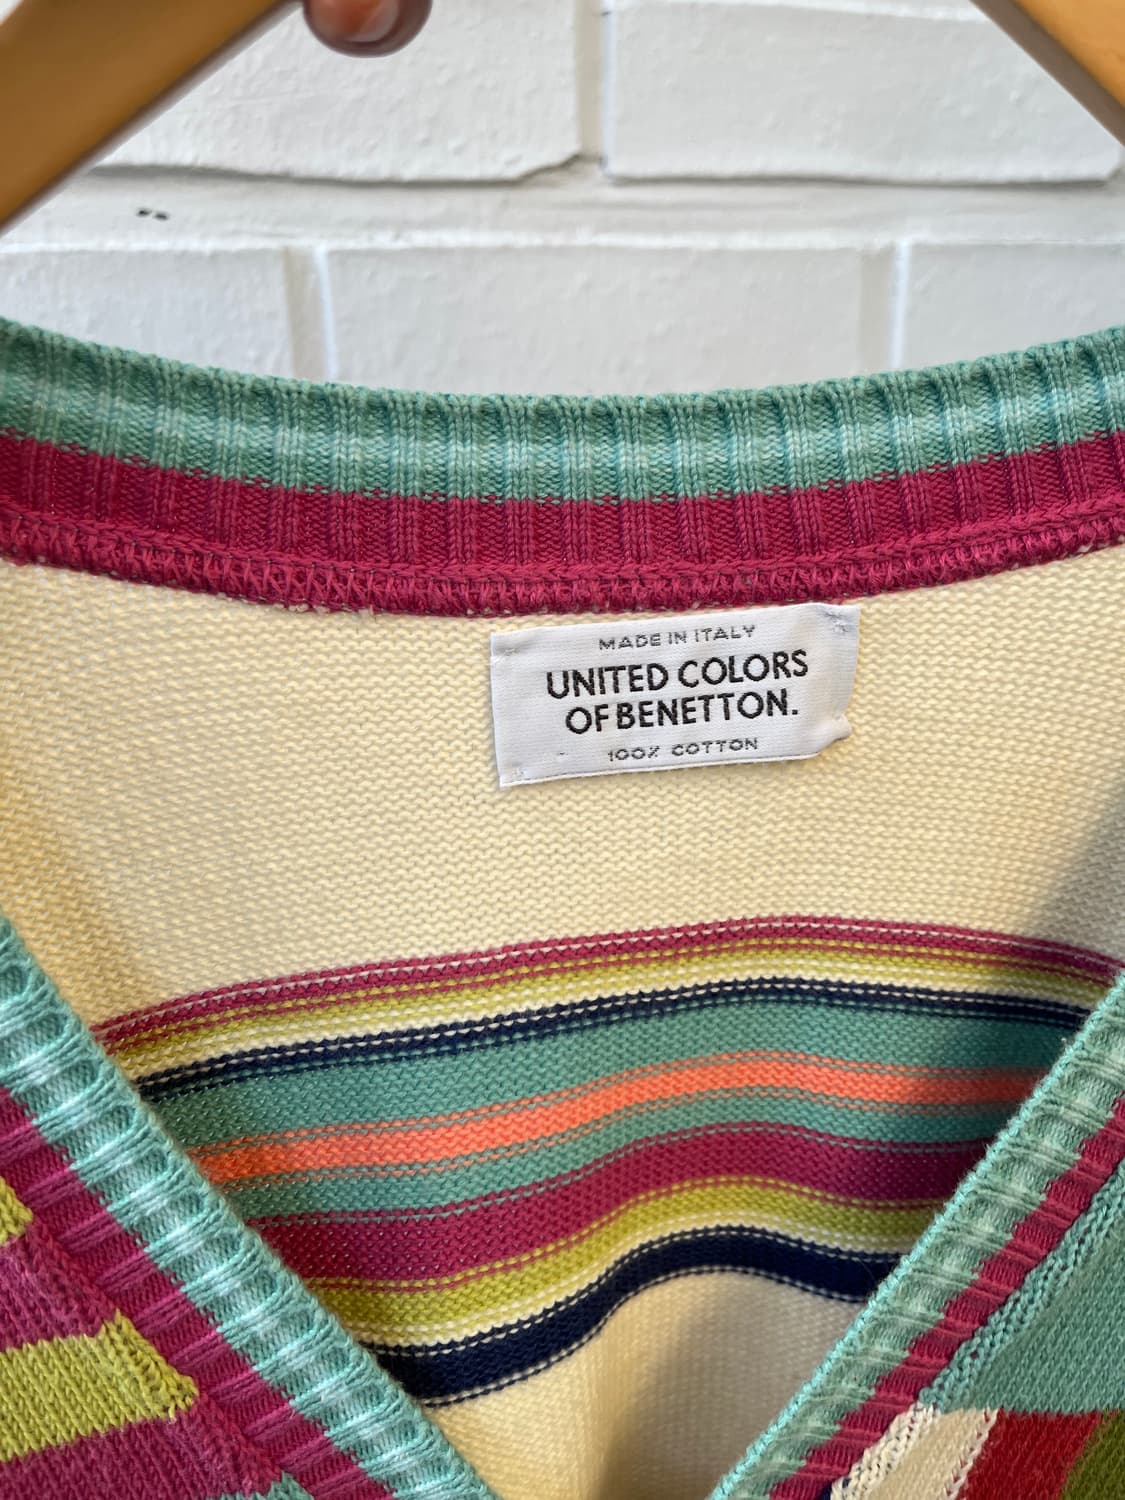 MADE IN ITALY
UNITED COLORS
OF BENETTON.
100% COTTON